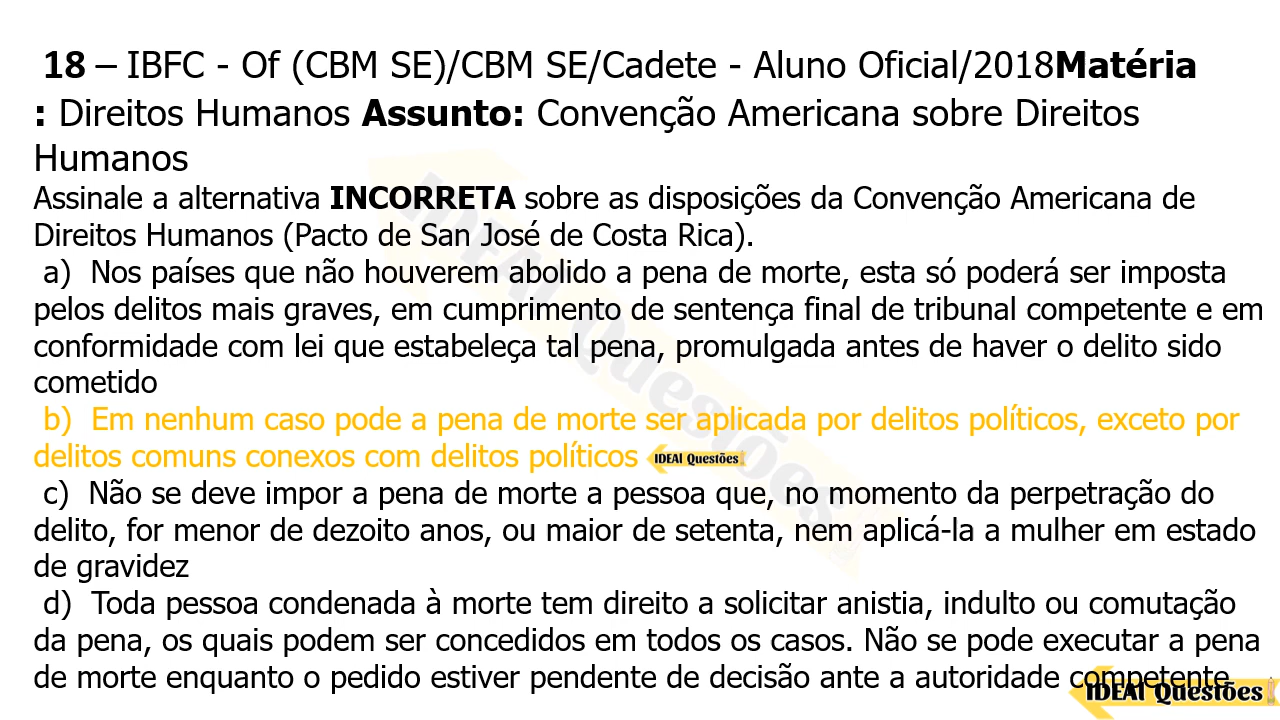 18 – IBFC - Of (CBM SE)/CBM SE/Cadete - Aluno Oficial/2018Matéria
: Direitos Humanos Assunto: Convenção Americana sobre Direitos
Humanos
Assinale a alternativa INCORRETA sobre as disposições da Convenção Americana de
Direitos Humanos (Pacto de San José de Costa Rica).
a) Nos países que não houverem abolido a pena de morte, esta só poderá ser imposta
pelos delitos mais graves, em cumprimento de sentença final de tribunal competente e em
conformidade com lei que estabeleça tal pena, promulgada antes de haver o delito sido
cometido
b) Em nenhum caso pode a pena de morte ser aplicada por delitos políticos, exceto por
delitos comuns conexos com delitos políticos IDEAl Questões
c) Não se deve impor a pena de morte a pessoa que, no momento da perpetração do
delito, for menor de dezoito anos, ou maior de setenta, nem aplicá-la a mulher em estado
de gravidez
d) Toda pessoa condenada à morte tem direito a solicitar anistia, indulto ou comutação
da pena, os quais podem ser concedidos em todos os casos. Não se pode executar a pena
de morte enquanto o pedido estiver pendente de decisão ante a autoridade competente
IDEAl Questões
IDEAl Questões